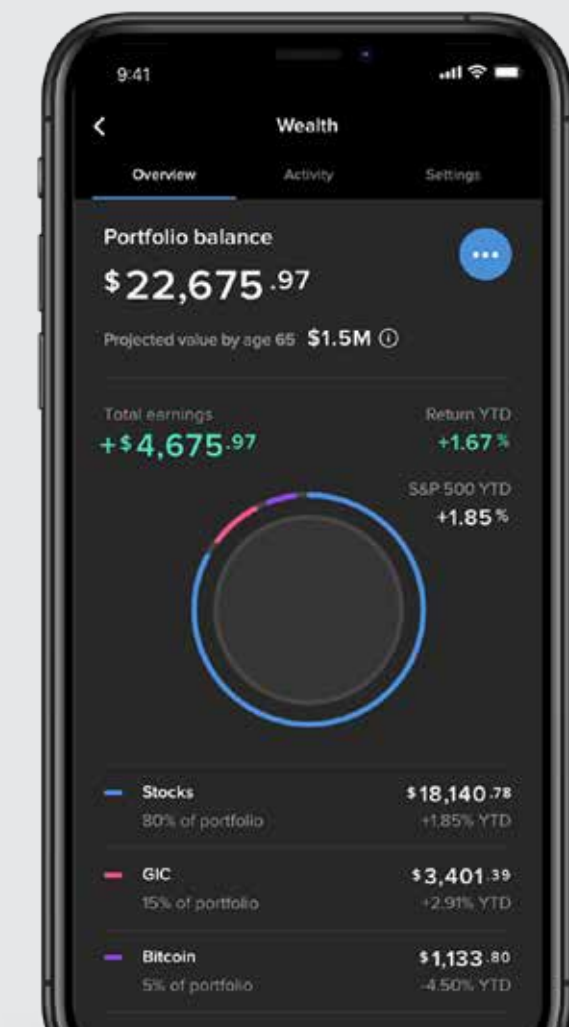 9:41
Wealth
Overview Activity Settings
Portfolio balance
$22,675.97
Projected value by age 65 $1.5M
Total earnings Return YTD
+$4,675.97 +1.67%
S&P 500 YTD
+1.85%
Stocks $18,140.78
80% of portfolio +1.85% YTD
GIC $3,401.39
15% of portfolio +2.91% YTD
Bitcoin $1,133.80
5% of portfolio -4.50% YTD